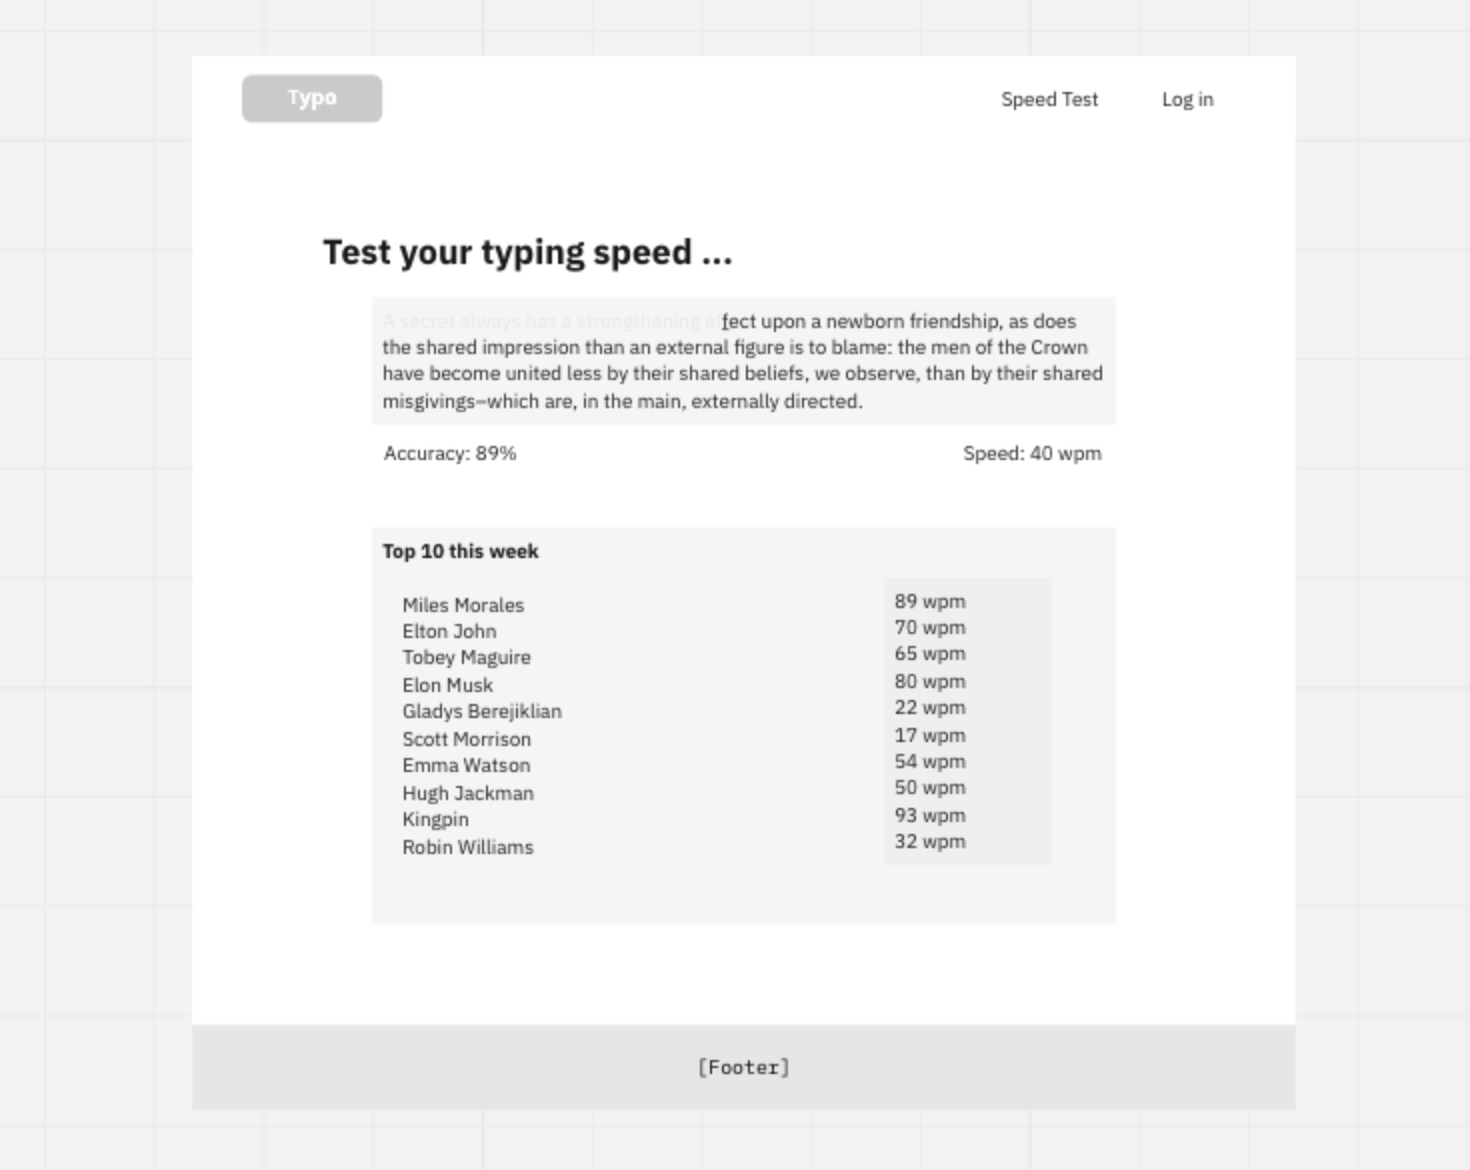 Typo
Speed Test
Log in
Test your typing speed ...
A secret always has a strengthening effect upon a newborn friendship, as does
the shared impression than an external figure is to blame: the men of the Crown
have become united less by their shared beliefs, we observe, than by their shared
misgivings–which are, in the main, externally directed.
Accuracy: 89%
Speed: 40 wpm
Top 10 this week
Miles Morales 89 wpm
Elton John 70 wpm
Tobey Maguire 65 wpm
Elon Musk 80 wpm
Gladys Berejiklian 22 wpm
Scott Morrison 17 wpm
Emma Watson 54 wpm
Hugh Jackman 50 wpm
Kingpin 93 wpm
Robin Williams 32 wpm
[Footer]